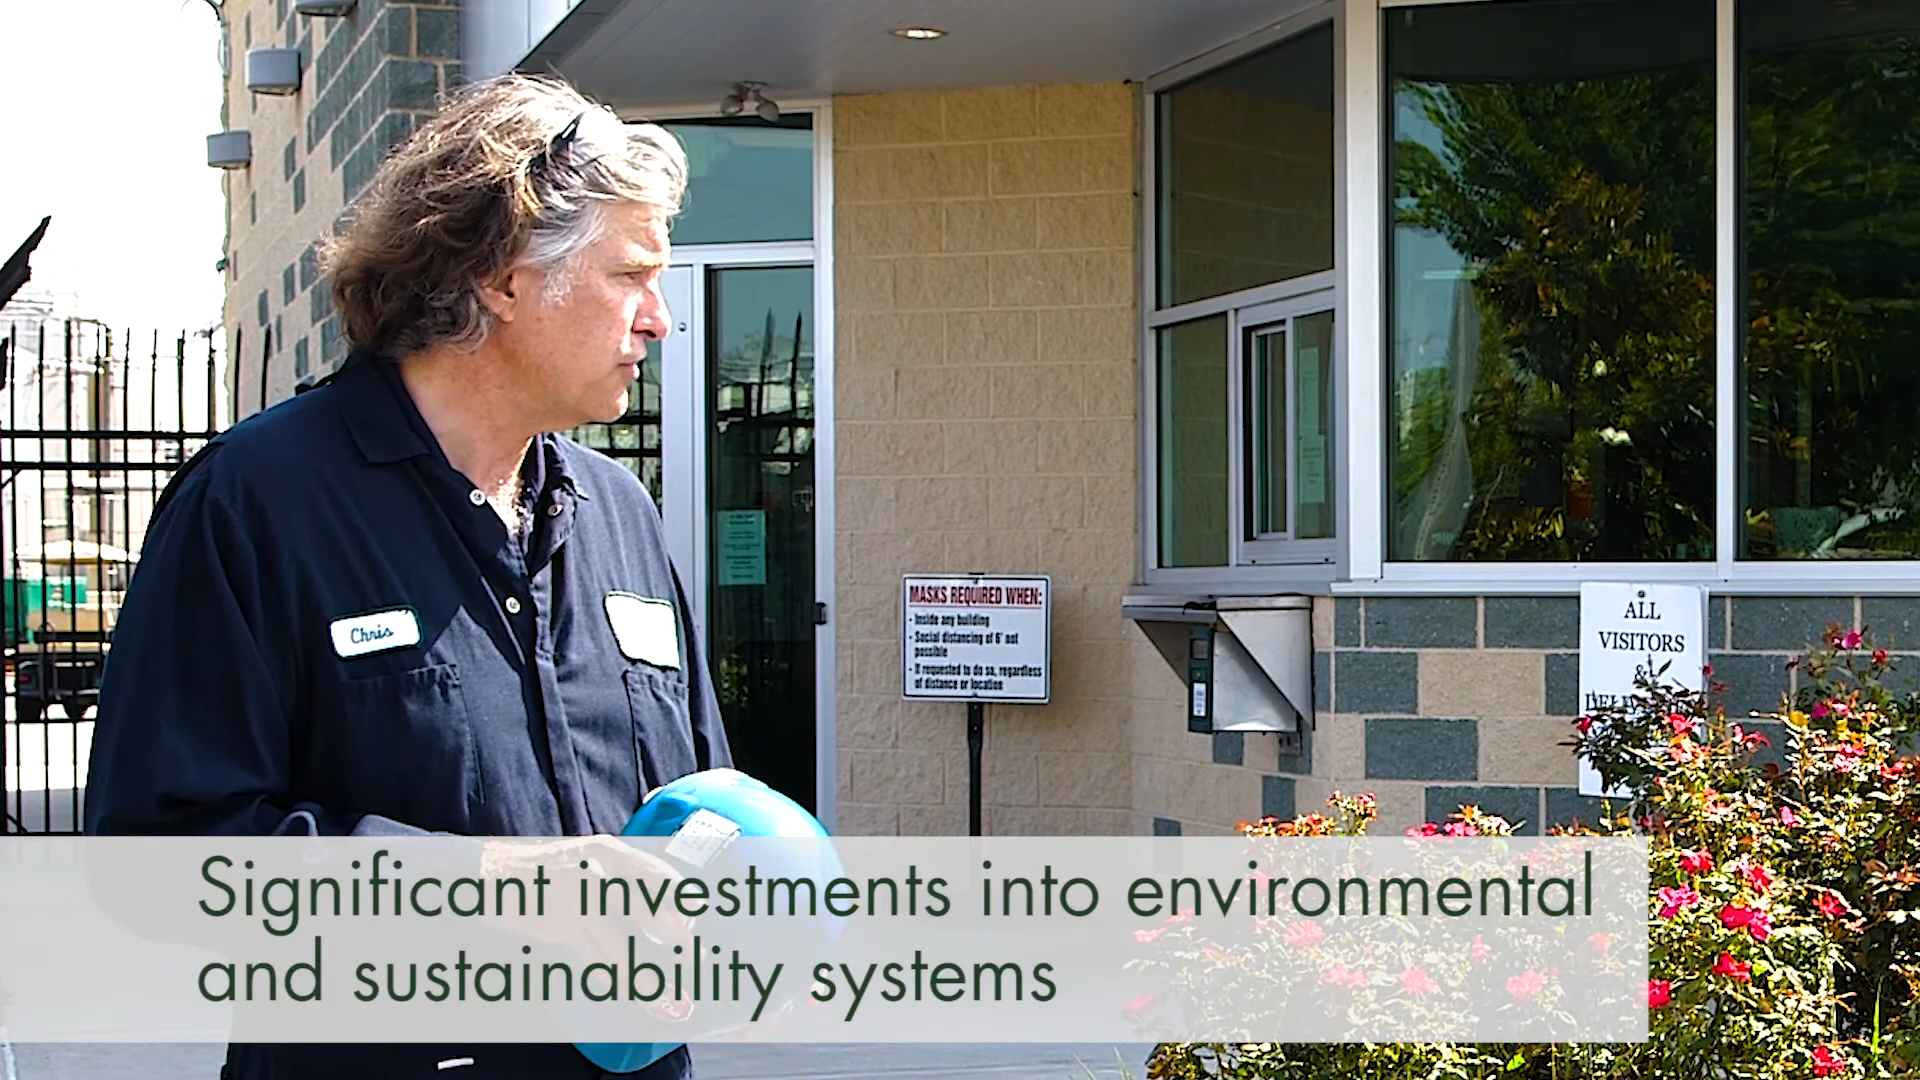 Chris
MASKS REQUIRED WHEN:
- Inside any building
- Social distancing of 6' not
possible
- If requested to do so, regardless
of distance or location
ALL
VISITORS
&
Significant investments into environmental
and sustainability systems